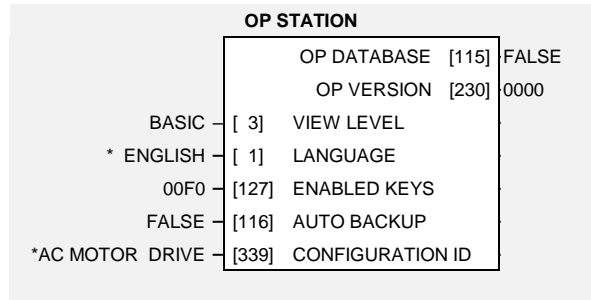 OP STATION
OP DATABASE [115] FALSE
OP VERSION [230] 0000
BASIC [ 3] VIEW LEVEL
* ENGLISH [ 1] LANGUAGE
00F0 [127] ENABLED KEYS
FALSE [116] AUTO BACKUP
*AC MOTOR DRIVE [339] CONFIGURATION ID